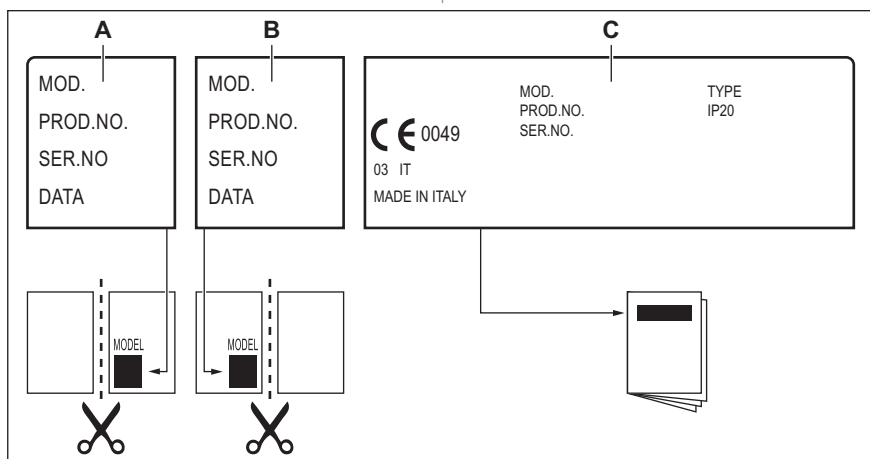 A
B
C
MOD.
PROD.NO.
SER.NO
DATA
MOD.
PROD.NO.
SER.NO
DATA
MOD.
PROD.NO.
SER.NO.
TYPE
IP20
CE 0049
03 IT
MADE IN ITALY
MODEL
MODEL